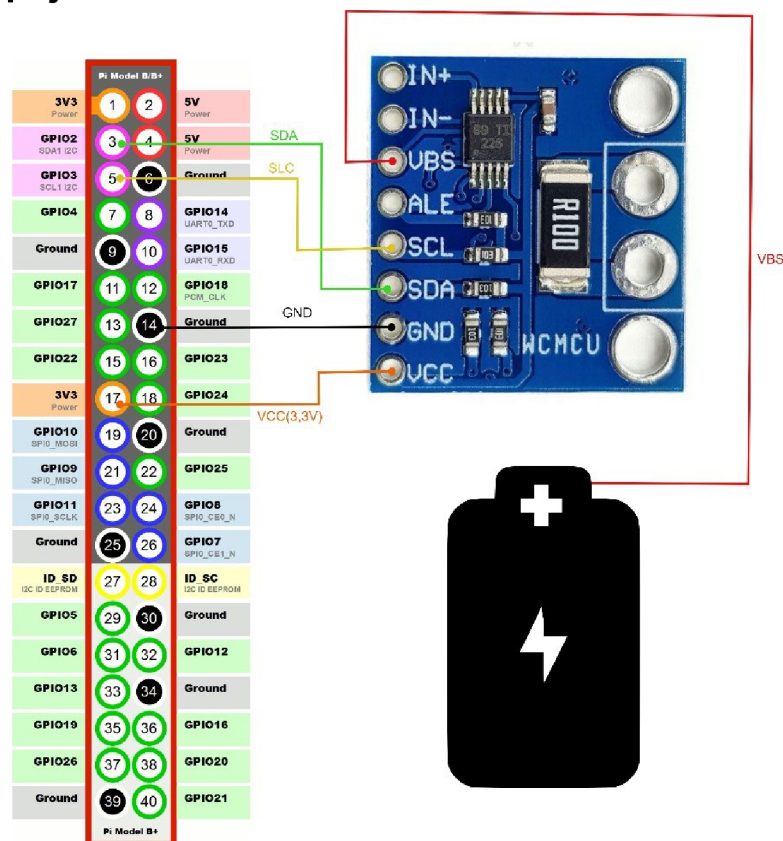 Pi Model B/B+
3V3
Power
1
2
5V
Power
GPIO2
SDA1 I2C
3
4
5V
Power
GPIO3
SCL1 I2C
5
6
Ground
GPIO4
7
8
GPIO14
UART0_TXD
Ground
9
10
GPIO15
UART0_RXD
GPIO17
11
12
GPIO18
PCM_CLK
GPIO27
13
14
Ground
GPIO22
15
16
GPIO23
3V3
Power
17
18
GPIO24
GPIO10
SPI0_MOSI
19
20
Ground
GPIO9
SPI0_MISO
21
22
GPIO25
GPIO11
SPI0_SCLK
23
24
GPIO8
SPI0_CE0_N
Ground
25
26
GPIO7
SPI0_CE1_N
ID_SD
I2C ID EEPROM
27
28
ID_SC
I2C ID EEPROM
GPIO5
29
30
Ground
GPIO6
31
32
GPIO12
GPIO13
33
34
Ground
GPIO19
35
36
GPIO16
GPIO26
37
38
GPIO20
Ground
39
40
GPIO21
Pi Model B+
SDA
SLC
GND
VCC(3,3V)
IN+
IN-
VBS
ALE
SCL
SDA
GND
VCC
R100
WCMCU
VBS